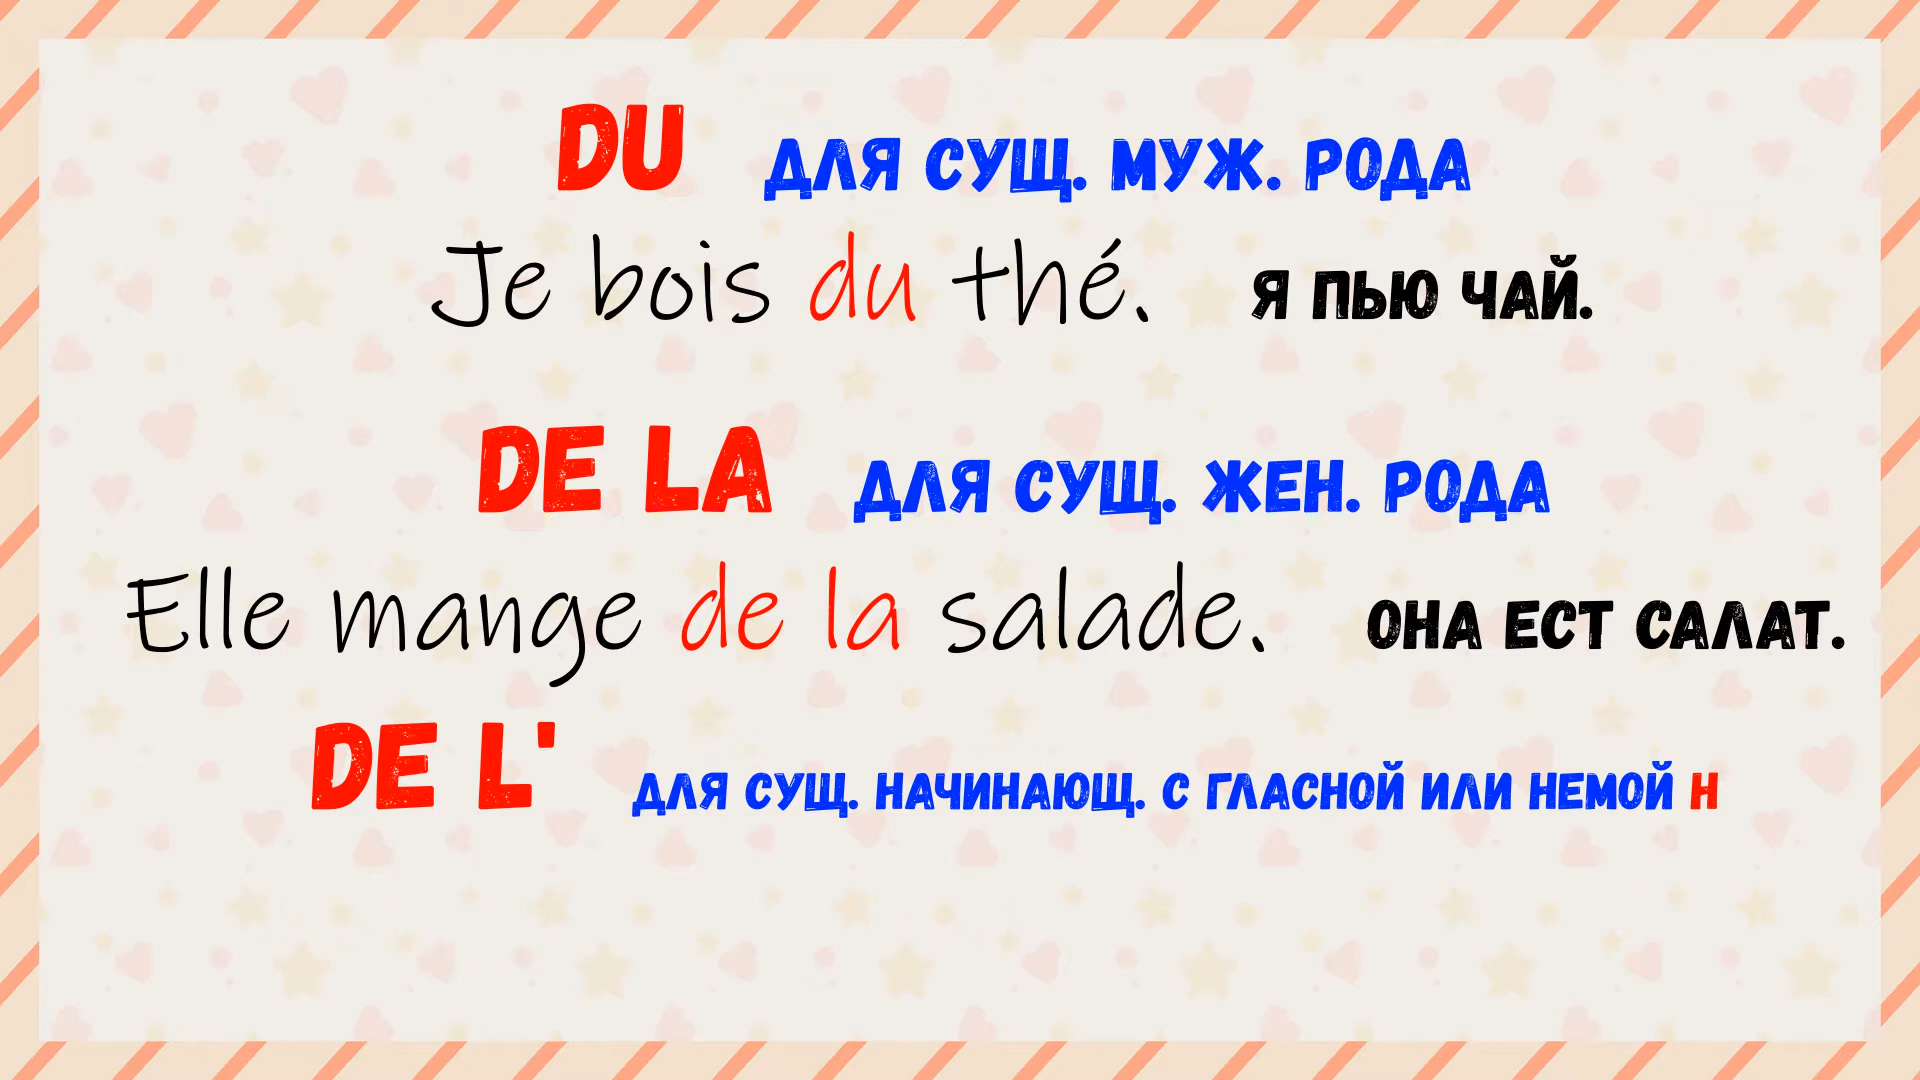 DU ДЛЯ СУЩ. МУЖ. РОДА
Je bois du thé. Я ПЬЮ ЧАЙ.
DE LA ДЛЯ СУЩ. ЖЕН. РОДА
Elle mange de la salade. ОНА ЕСТ САЛАТ.
DE L' ДЛЯ СУЩ. НАЧИНАЮЩ. С ГЛАСНОЙ ИЛИ НЕМОЙ H